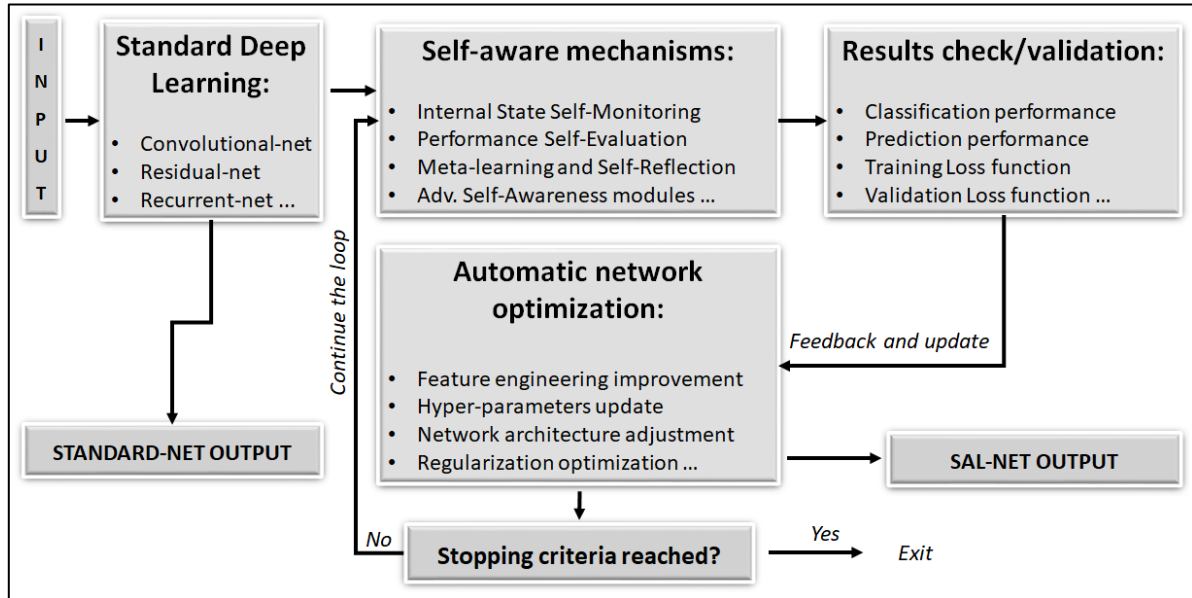 INPUT
Standard Deep
Learning:
• Convolutional-net
• Residual-net
• Recurrent-net ...
Self-aware mechanisms:
• Internal State Self-Monitoring
• Performance Self-Evaluation
• Meta-learning and Self-Reflection
• Adv. Self-Awareness modules ...
Results check/validation:
• Classification performance
• Prediction performance
• Training Loss function
• Validation Loss function ...
Continue the loop
Automatic network
optimization:
• Feature engineering improvement
• Hyper-parameters update
• Network architecture adjustment
• Regularization optimization ...
Feedback and update
STANDARD-NET OUTPUT
SAL-NET OUTPUT
No
Stopping criteria reached?
Yes
Exit